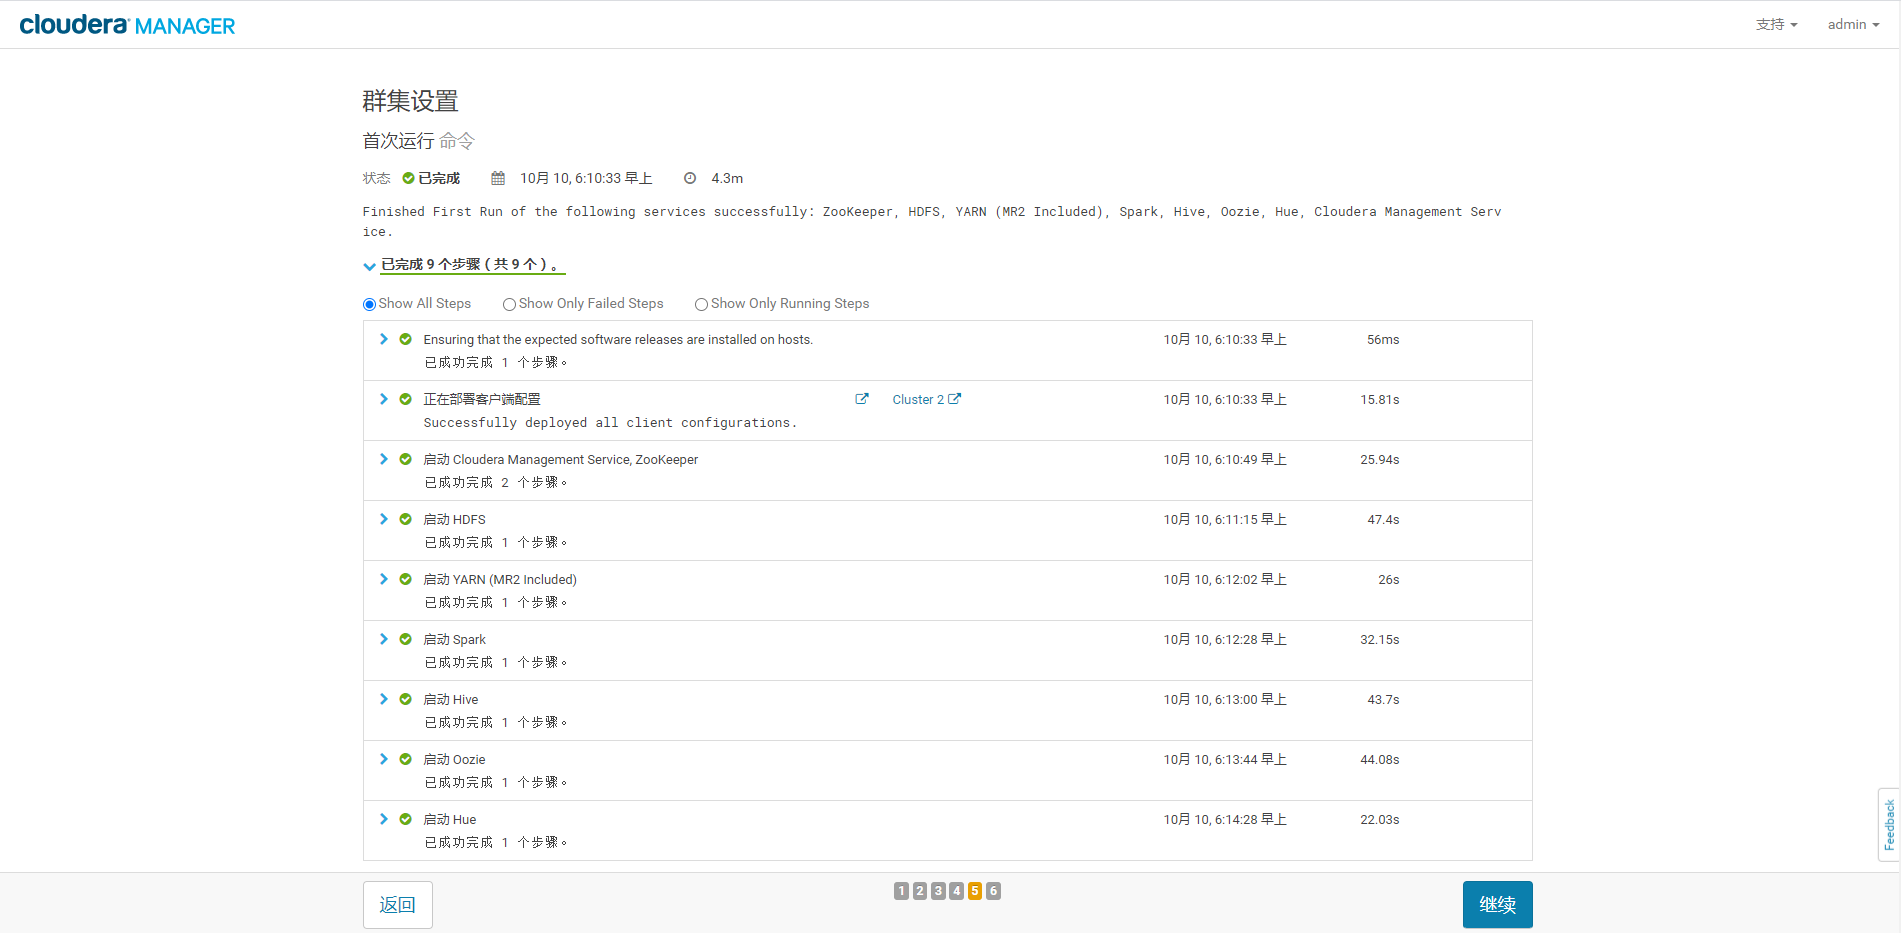 cloudera MANAGER
支持 admin
群集设置
首次运行 命令
状态 已完成 10月 10, 6:10:33 早上 4.3m
Finished First Run of the following services successfully: ZooKeeper, HDFS, YARN (MR2 Included), Spark, Hive, Oozie, Hue, Cloudera Management Serv
ice.
已完成 9 个步骤（共 9 个）。
Show All Steps Show Only Failed Steps Show Only Running Steps
Ensuring that the expected software releases are installed on hosts. 10月 10, 6:10:33 早上 56ms
已成功完成 1 个步骤。
正在部署客户端配置 Cluster 2 10月 10, 6:10:33 早上 15.81s
Successfully deployed all client configurations.
启动 Cloudera Management Service, ZooKeeper 10月 10, 6:10:49 早上 25.94s
已成功完成 2 个步骤。
启动 HDFS 10月 10, 6:11:15 早上 47.4s
已成功完成 1 个步骤。
启动 YARN (MR2 Included) 10月 10, 6:12:02 早上 26s
已成功完成 1 个步骤。
启动 Spark 10月 10, 6:12:28 早上 32.15s
已成功完成 1 个步骤。
启动 Hive 10月 10, 6:13:00 早上 43.7s
已成功完成 1 个步骤。
启动 Oozie 10月 10, 6:13:44 早上 44.08s
已成功完成 1 个步骤。
启动 Hue 10月 10, 6:14:28 早上 22.03s
已成功完成 1 个步骤。
Feedback
返回 1 2 3 4 5 6 继续